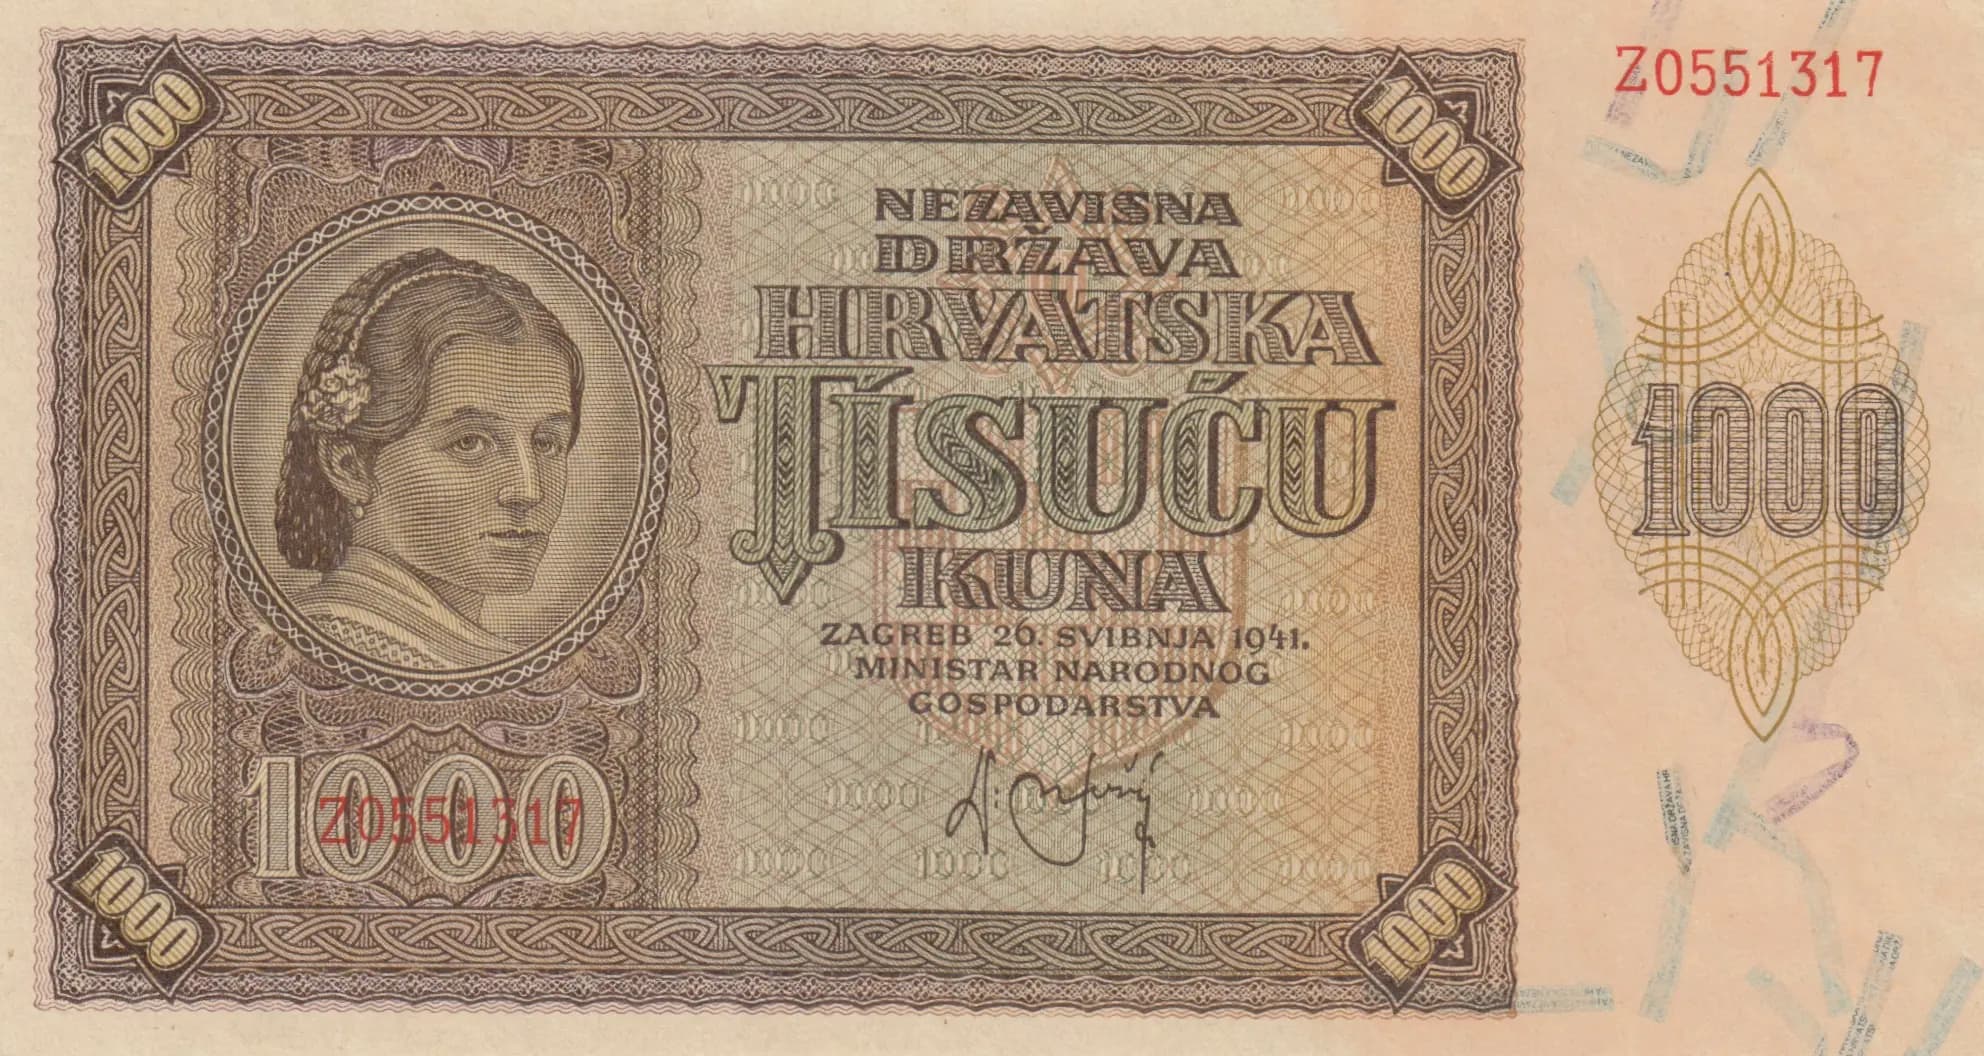 1000
1000
Z0551317
NEZAVISNA
DRŽAVA
HRVATSKA
TISUĆU
KUNA
1000
ZAGREB 26. SVIBNJA 1941.
MINISTAR NARODNOG
GOSPODARSTVA
1000
Z0551317
1000
1000